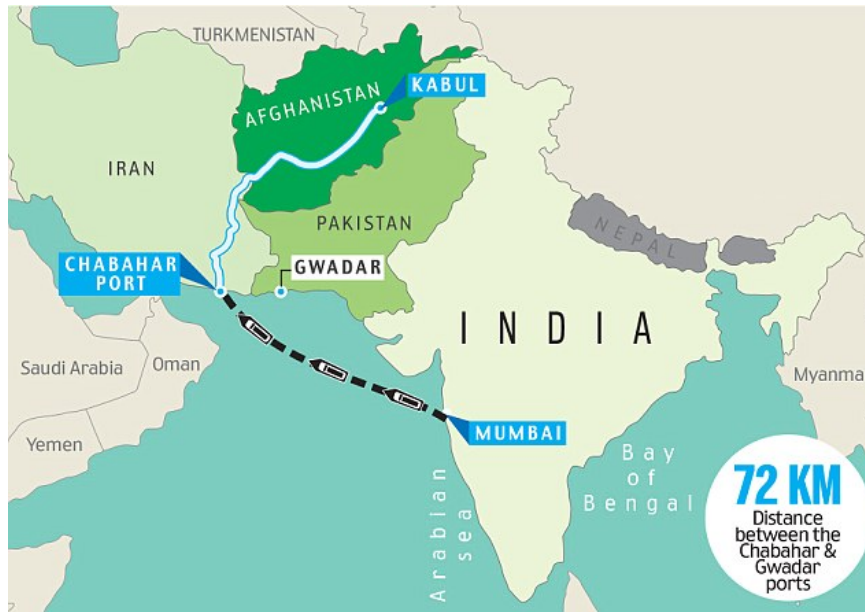 TURKMENISTAN
AFGHANISTAN
KABUL
IRAN
PAKISTAN
NEPAL
CHABAHAR
PORT
GWADAR
INDIA
Saudi Arabia
Oman
Myanma
Yemen
MUMBAI
Arabian
sea
Bay
of
Bengal
72 KM
Distance
between the
Chabahar &
Gwadar
ports